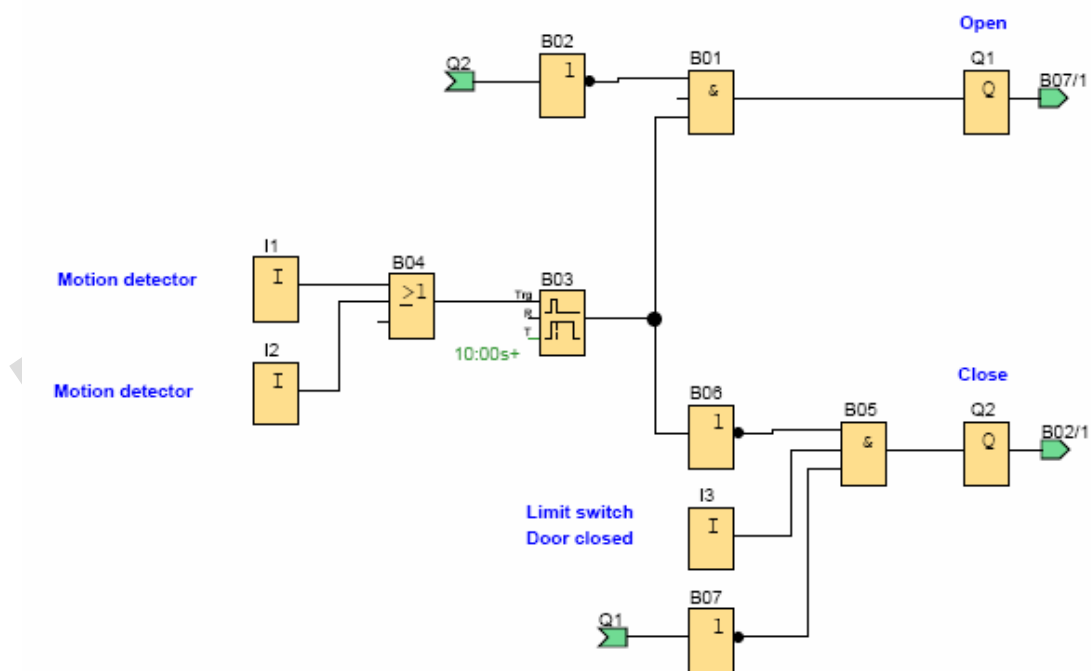 Open
B02
Q2
1
B01
&
Q1
Q
B07/1
I1
I
Motion detector
B04
>1
B03
Trg
R
T
10:00s+
I2
I
Motion detector
Close
B06
1
B05
&
Q2
Q
B02/1
I3
I
Limit switch
Door closed
B07
1
Q1